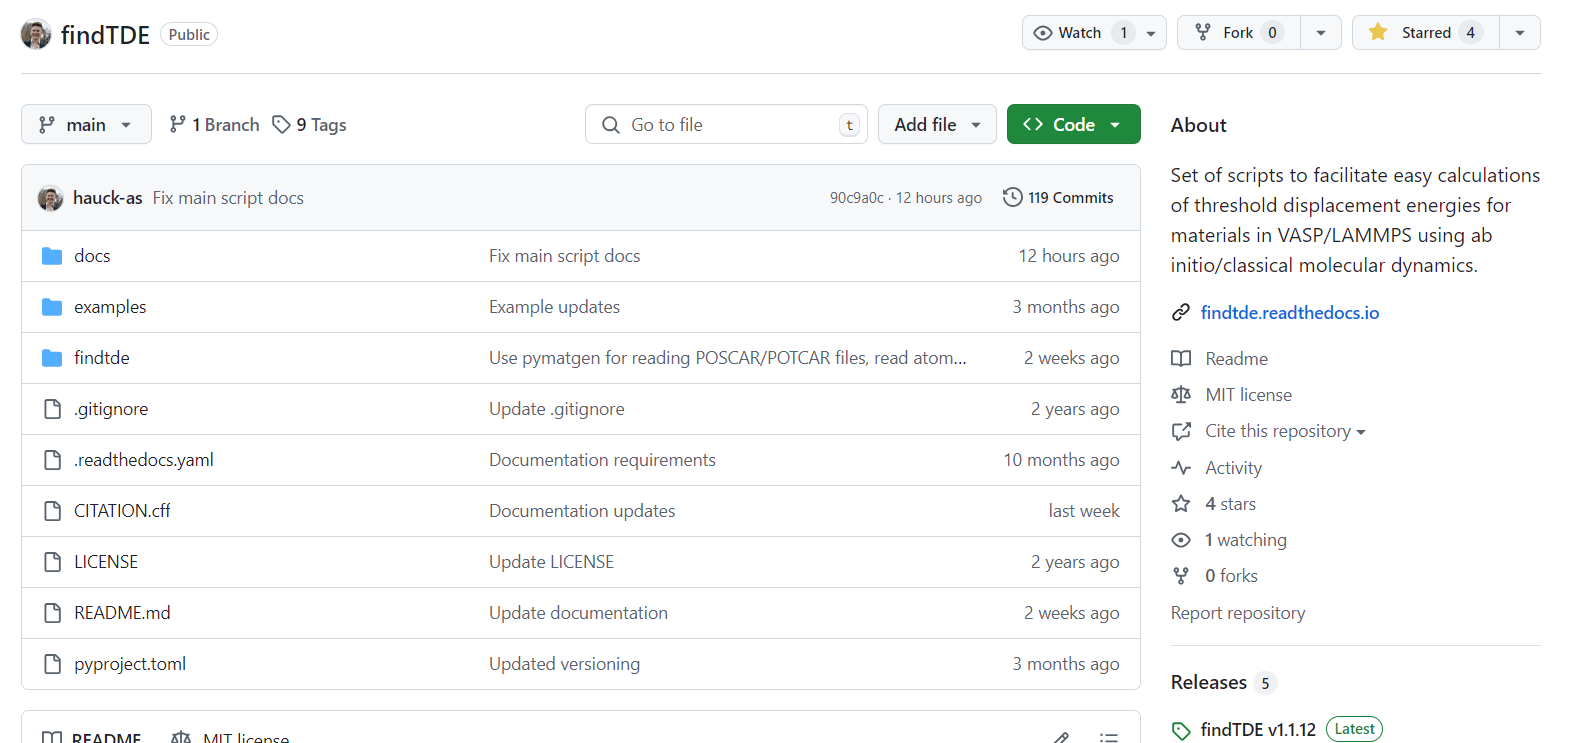 findTDE Public
Watch 1
Fork 0
Starred 4
main
1 Branch
9 Tags
Go to file
t
Add file
Code
hauck-as Fix main script docs
90c9a0c · 12 hours ago
119 Commits
docs Fix main script docs 12 hours ago
examples Example updates 3 months ago
findtde Use pymatgen for reading POSCAR/POTCAR files, read atom... 2 weeks ago
.gitignore Update .gitignore 2 years ago
.readthedocs.yaml Documentation requirements 10 months ago
CITATION.cff Documentation updates last week
LICENSE Update LICENSE 2 years ago
README.md Update documentation 2 weeks ago
pyproject.toml Updated versioning 3 months ago
README MIT license
About
Set of scripts to facilitate easy calculations
of threshold displacement energies for
materials in VASP/LAMMPS using ab
initio/classical molecular dynamics.
findtde.readthedocs.io
Readme
MIT license
Cite this repository
Activity
4 stars
1 watching
0 forks
Report repository
Releases 5
findTDE v1.1.12 Latest